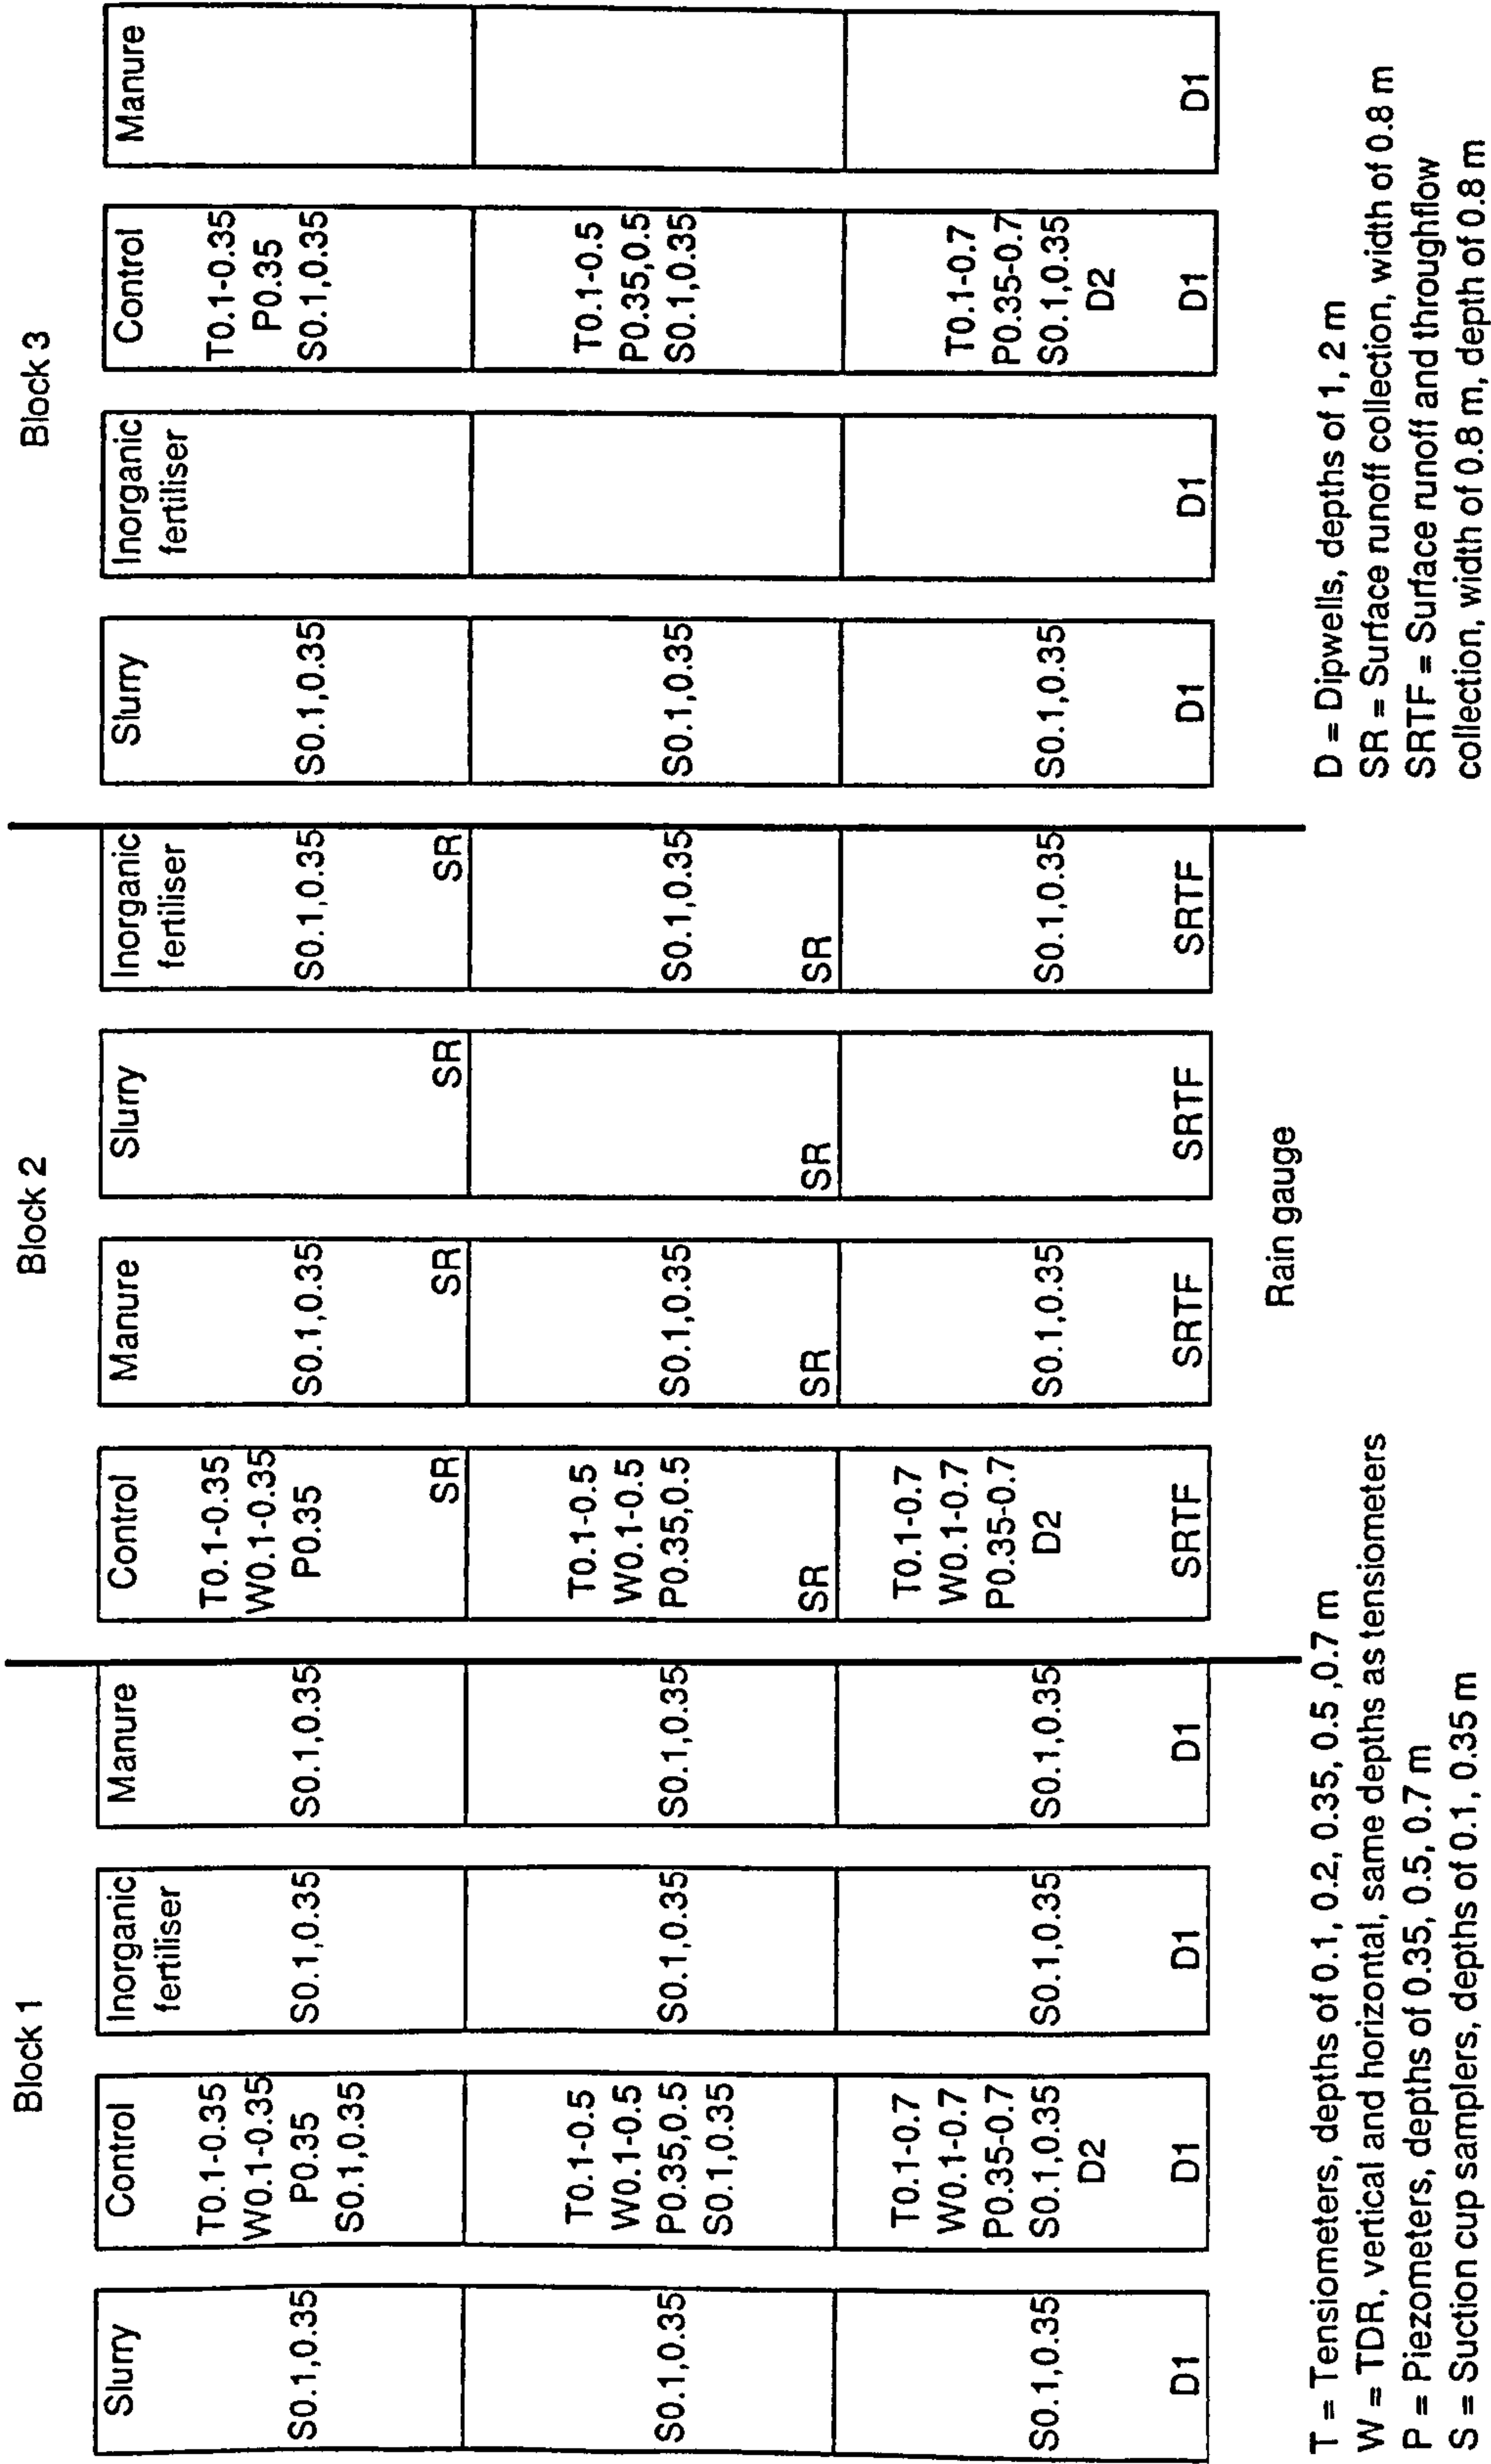 Block 1
Slurry
S0.1,0.35
S0.1,0.35
S0.1,0.35
D1
Control
T0.1-0.35
W0.1-0.35
P0.35
S0.1,0.35
T0.1-0.5
W0.1-0.5
P0.35,0.5
S0.1,0.35
T0.1-0.7
W0.1-0.7
P0.35-0.7
S0.1,0.35
D2
D1
Inorganic
fertiliser
S0.1,0.35
S0.1,0.35
S0.1,0.35
D1
Manure
S0.1,0.35
S0.1,0.35
S0.1,0.35
D1
Block 2
Control
T0.1-0.35
W0.1-0.35
P0.35
SR
T0.1-0.5
W0.1-0.5
P0.35,0.5
SR
T0.1-0.7
W0.1-0.7
P0.35-0.7
D2
SRTF
Manure
S0.1,0.35
SR
S0.1,0.35
SR
S0.1,0.35
SRTF
Slurry
SR
SR
SRTF
Inorganic
fertiliser
S0.1,0.35
SR
S0.1,0.35
SR
S0.1,0.35
SRTF
Block 3
Slurry
S0.1,0.35
S0.1,0.35
S0.1,0.35
D1
Inorganic
fertiliser
D1
Control
T0.1-0.35
P0.35
S0.1,0.35
T0.1-0.5
P0.35,0.5
S0.1,0.35
T0.1-0.7
P0.35-0.7
S0.1,0.35
D2
D1
Manure
D1
Rain gauge
T = Tensiometers, depths of 0.1, 0.2, 0.35, 0.5 ,0.7 m
W = TDR, vertical and horizontal, same depths as tensiometers
P = Piezometers, depths of 0.35, 0.5, 0.7 m
S = Suction cup samplers, depths of 0.1, 0.35 m
D = Dipwells, depths of 1, 2 m
SR = Surface runoff collection, width of 0.8 m
SRTF = Surface runoff and throughflow
collection, width of 0.8 m, depth of 0.8 m